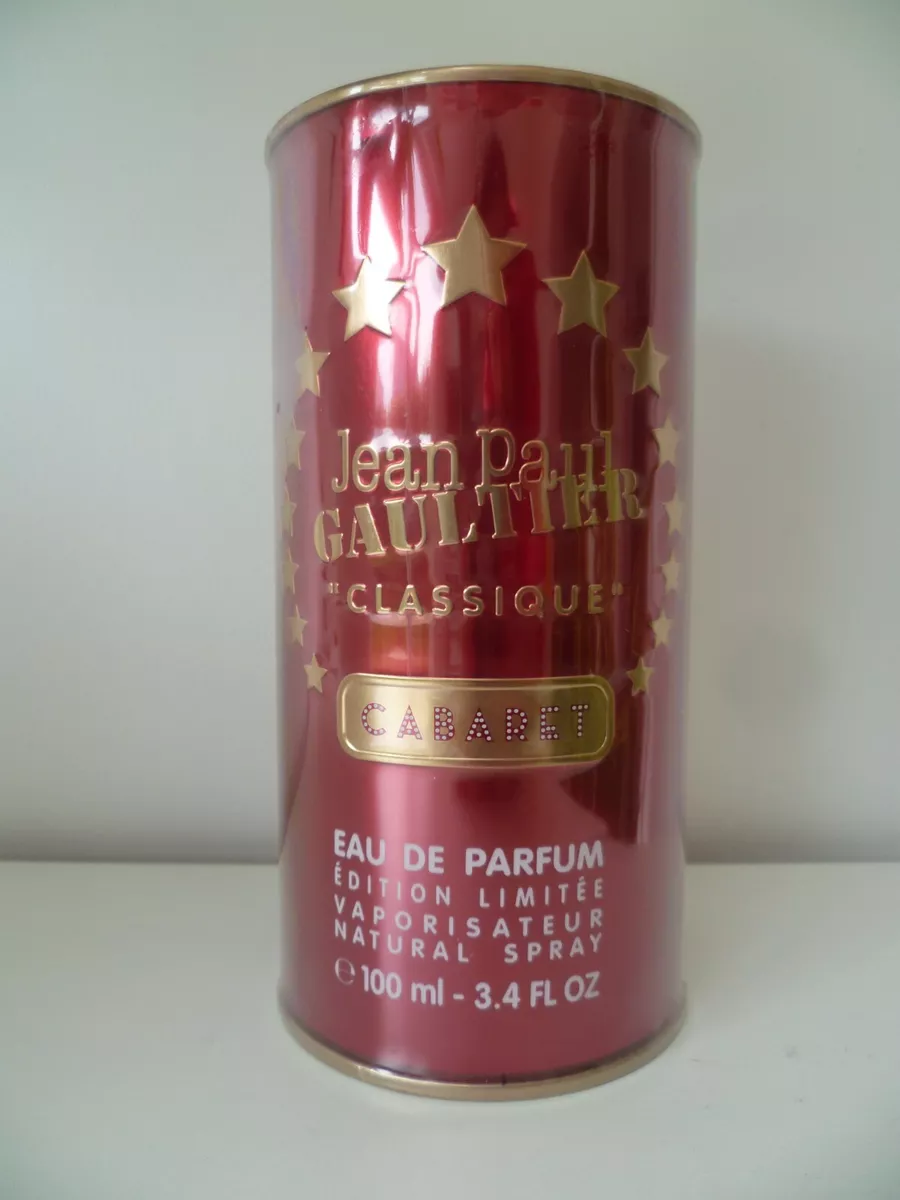 Jean Paul
GAULTIER
"CLASSIQUE"
CABARET
EAU DE PARFUM
ÉDITION LIMITÉE
VAPORISATEUR
NATURAL SPRAY
℮ 100 ml - 3.4 FL OZ